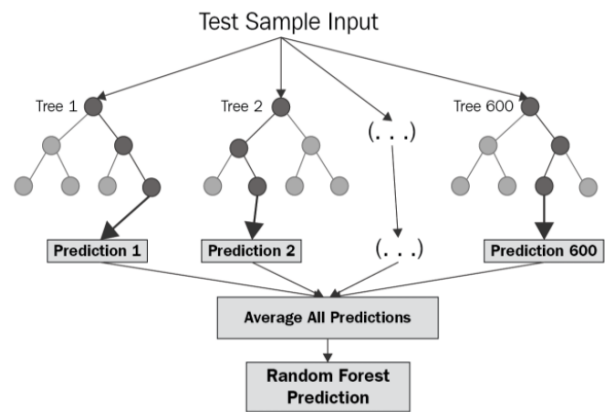 Test Sample Input
Tree 1
Tree 2
Tree 600
(. . .)
Prediction 1
Prediction 2
(. . .)
Prediction 600
Average All Predictions
Random Forest
Prediction